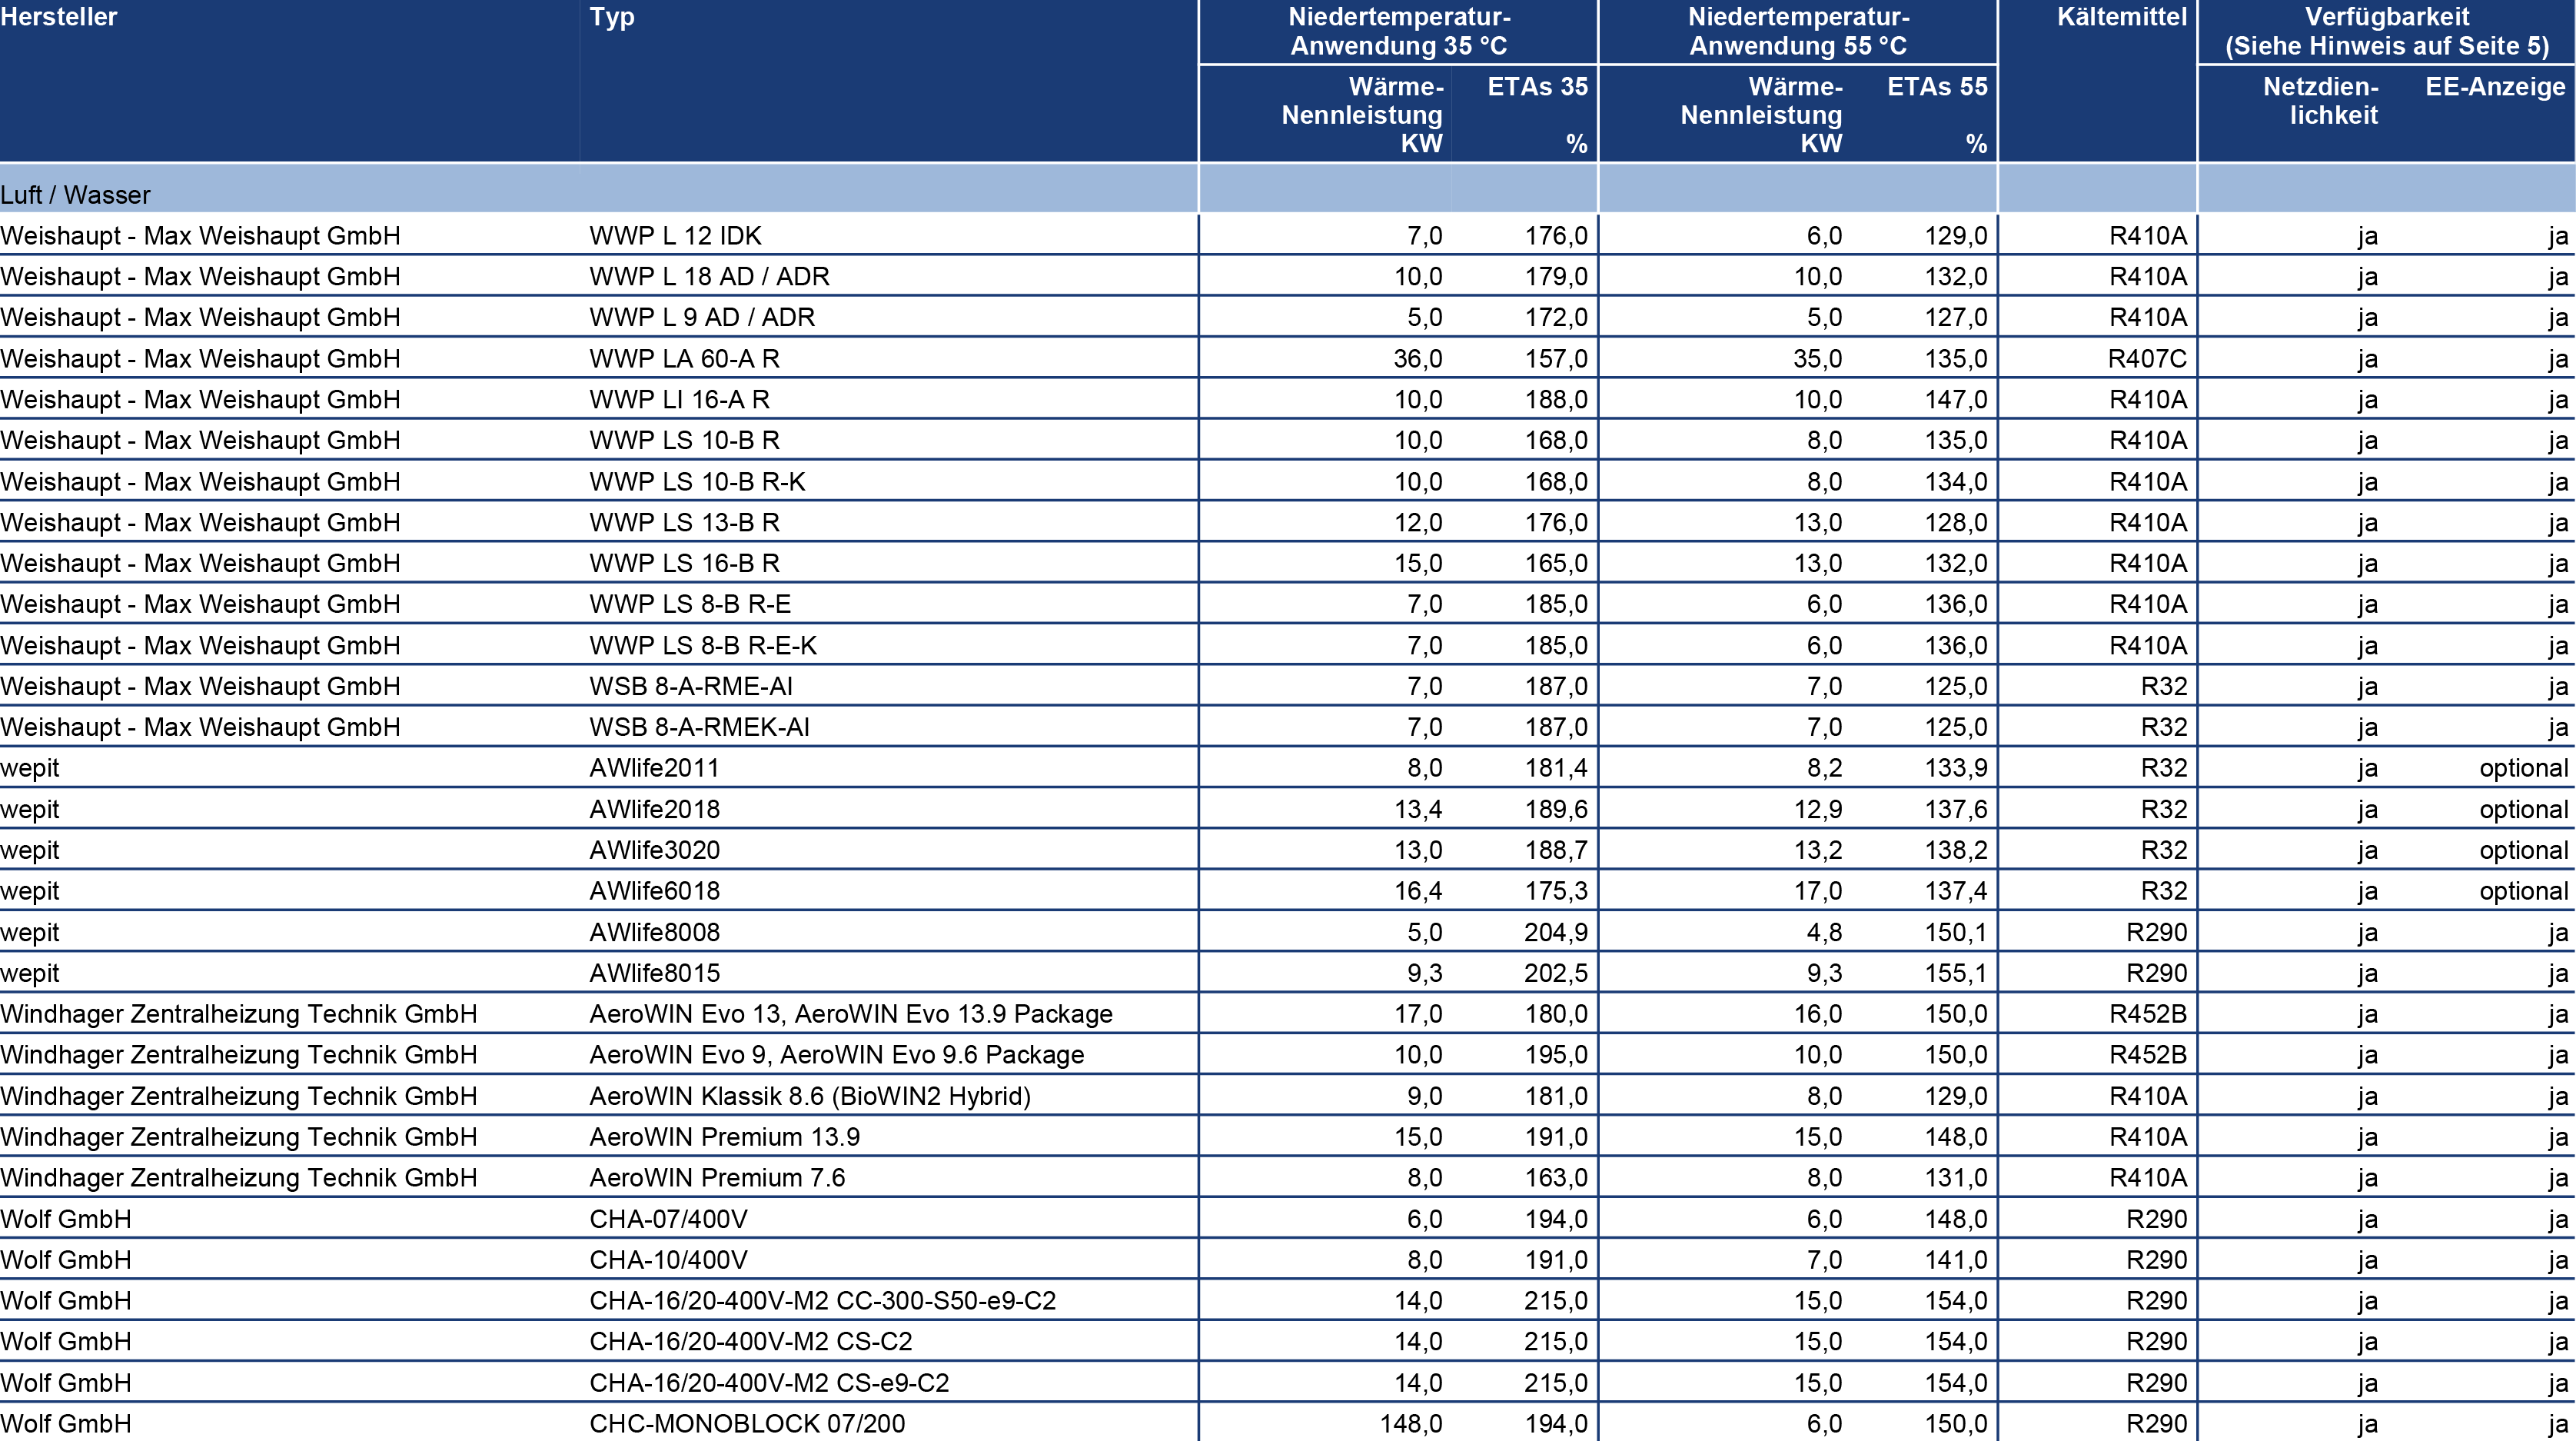 Hersteller Typ Niedertemperatur- Niedertemperatur- Kältemittel Verfügbarkeit
Anwendung 35 °C Anwendung 55 °C (Siehe Hinweis auf Seite 5)
Wärme- ETAs 35 Wärme- ETAs 55 Netzdien- EE-Anzeige
Nennleistung Nennleistung lichkeit
KW % KW %
Luft / Wasser
Weishaupt - Max Weishaupt GmbH WWP L 12 IDK 7,0 176,0 6,0 129,0 R410A ja ja
Weishaupt - Max Weishaupt GmbH WWP L 18 AD / ADR 10,0 179,0 10,0 132,0 R410A ja ja
Weishaupt - Max Weishaupt GmbH WWP L 9 AD / ADR 5,0 172,0 5,0 127,0 R410A ja ja
Weishaupt - Max Weishaupt GmbH WWP LA 60-A R 36,0 157,0 35,0 135,0 R407C ja ja
Weishaupt - Max Weishaupt GmbH WWP LI 16-A R 10,0 188,0 10,0 147,0 R410A ja ja
Weishaupt - Max Weishaupt GmbH WWP LS 10-B R 10,0 168,0 8,0 135,0 R410A ja ja
Weishaupt - Max Weishaupt GmbH WWP LS 10-B R-K 10,0 168,0 8,0 134,0 R410A ja ja
Weishaupt - Max Weishaupt GmbH WWP LS 13-B R 12,0 176,0 13,0 128,0 R410A ja ja
Weishaupt - Max Weishaupt GmbH WWP LS 16-B R 15,0 165,0 13,0 132,0 R410A ja ja
Weishaupt - Max Weishaupt GmbH WWP LS 8-B R-E 7,0 185,0 6,0 136,0 R410A ja ja
Weishaupt - Max Weishaupt GmbH WWP LS 8-B R-E-K 7,0 185,0 6,0 136,0 R410A ja ja
Weishaupt - Max Weishaupt GmbH WSB 8-A-RME-AI 7,0 187,0 7,0 125,0 R32 ja ja
Weishaupt - Max Weishaupt GmbH WSB 8-A-RMEK-AI 7,0 187,0 7,0 125,0 R32 ja ja
wepit AWlife2011 8,0 181,4 8,2 133,9 R32 ja optional
wepit AWlife2018 13,4 189,6 12,9 137,6 R32 ja optional
wepit AWlife3020 13,0 188,7 13,2 138,2 R32 ja optional
wepit AWlife6018 16,4 175,3 17,0 137,4 R32 ja optional
wepit AWlife8008 5,0 204,9 4,8 150,1 R290 ja ja
wepit AWlife8015 9,3 202,5 9,3 155,1 R290 ja ja
Windhager Zentralheizung Technik GmbH AeroWIN Evo 13, AeroWIN Evo 13.9 Package 17,0 180,0 16,0 150,0 R452B ja ja
Windhager Zentralheizung Technik GmbH AeroWIN Evo 9, AeroWIN Evo 9.6 Package 10,0 195,0 10,0 150,0 R452B ja ja
Windhager Zentralheizung Technik GmbH AeroWIN Klassik 8.6 (BioWIN2 Hybrid) 9,0 181,0 8,0 129,0 R410A ja ja
Windhager Zentralheizung Technik GmbH AeroWIN Premium 13.9 15,0 191,0 15,0 148,0 R410A ja ja
Windhager Zentralheizung Technik GmbH AeroWIN Premium 7.6 8,0 163,0 8,0 131,0 R410A ja ja
Wolf GmbH CHA-07/400V 6,0 194,0 6,0 148,0 R290 ja ja
Wolf GmbH CHA-10/400V 8,0 191,0 7,0 141,0 R290 ja ja
Wolf GmbH CHA-16/20-400V-M2 CC-300-S50-e9-C2 14,0 215,0 15,0 154,0 R290 ja ja
Wolf GmbH CHA-16/20-400V-M2 CS-C2 14,0 215,0 15,0 154,0 R290 ja ja
Wolf GmbH CHA-16/20-400V-M2 CS-e9-C2 14,0 215,0 15,0 154,0 R290 ja ja
Wolf GmbH CHC-MONOBLOCK 07/200 148,0 194,0 6,0 150,0 R290 ja ja